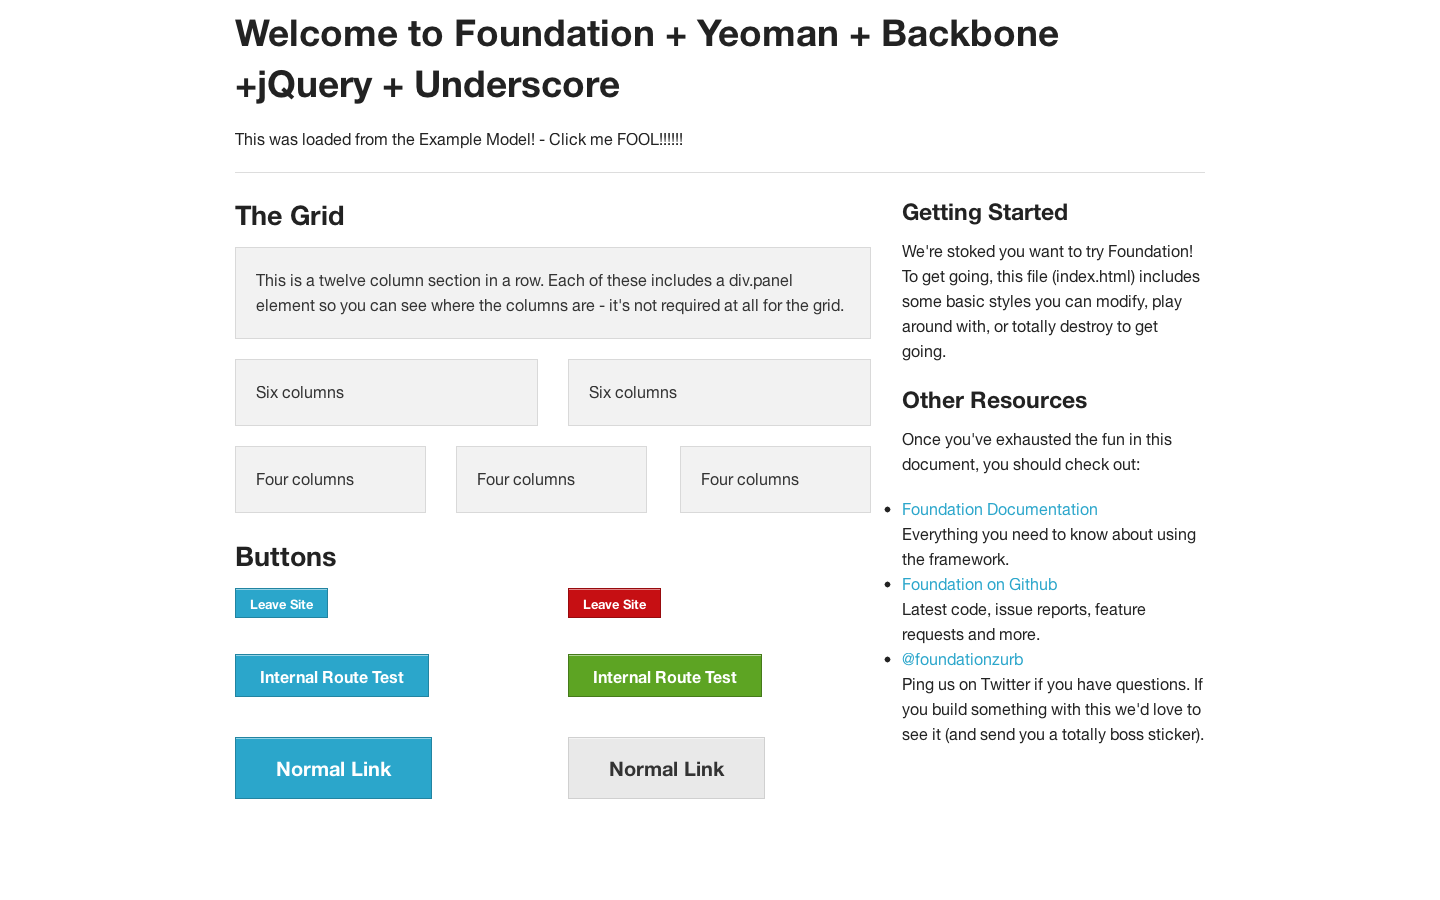 Welcome to Foundation + Yeoman + Backbone
+jQuery + Underscore
This was loaded from the Example Model! - Click me FOOL!!!!!!
The Grid
This is a twelve column section in a row. Each of these includes a div.panel
element so you can see where the columns are - it's not required at all for the grid.
Six columns
Six columns
Four columns
Four columns
Four columns
Buttons
Leave Site
Leave Site
Internal Route Test
Internal Route Test
Normal Link
Normal Link
Getting Started
We're stoked you want to try Foundation!
To get going, this file (index.html) includes
some basic styles you can modify, play
around with, or totally destroy to get
going.
Other Resources
Once you've exhausted the fun in this
document, you should check out:
Foundation Documentation
Everything you need to know about using
the framework.
Foundation on Github
Latest code, issue reports, feature
requests and more.
@foundationzurb
Ping us on Twitter if you have questions. If
you build something with this we'd love to
see it (and send you a totally boss sticker).